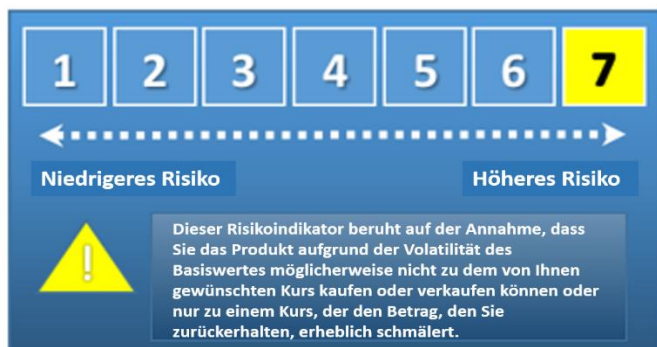 1 2 3 4 5 6 7
Niedrigeres Risiko Höheres Risiko
!
Dieser Risikoindikator beruht auf der Annahme, dass
Sie das Produkt aufgrund der Volatilität des
Basiswertes möglicherweise nicht zu dem von Ihnen
gewünschten Kurs kaufen oder verkaufen können oder
nur zu einem Kurs, der den Betrag, den Sie
zurückerhalten, erheblich schmälert.